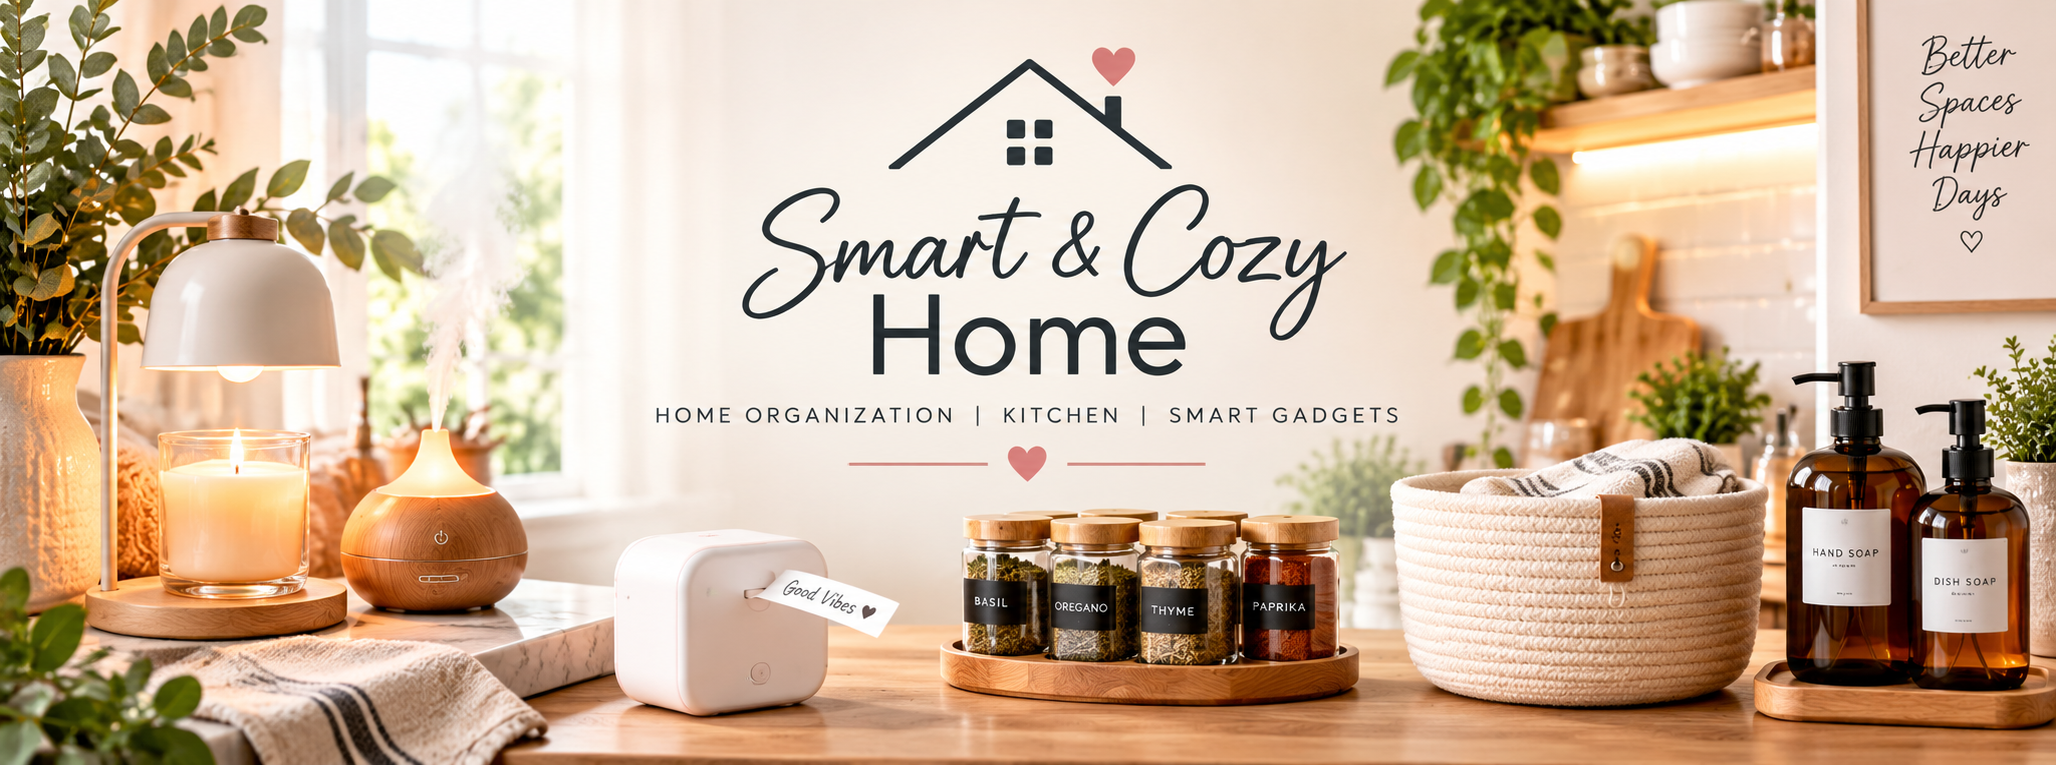 Smart & Cozy
Home
HOME ORGANIZATION | KITCHEN | SMART GADGETS
Better
Spaces
Happier
Days
Good Vibes
BASIL
OREGANO
THYME
PAPRIKA
HAND SOAP
DISH SOAP